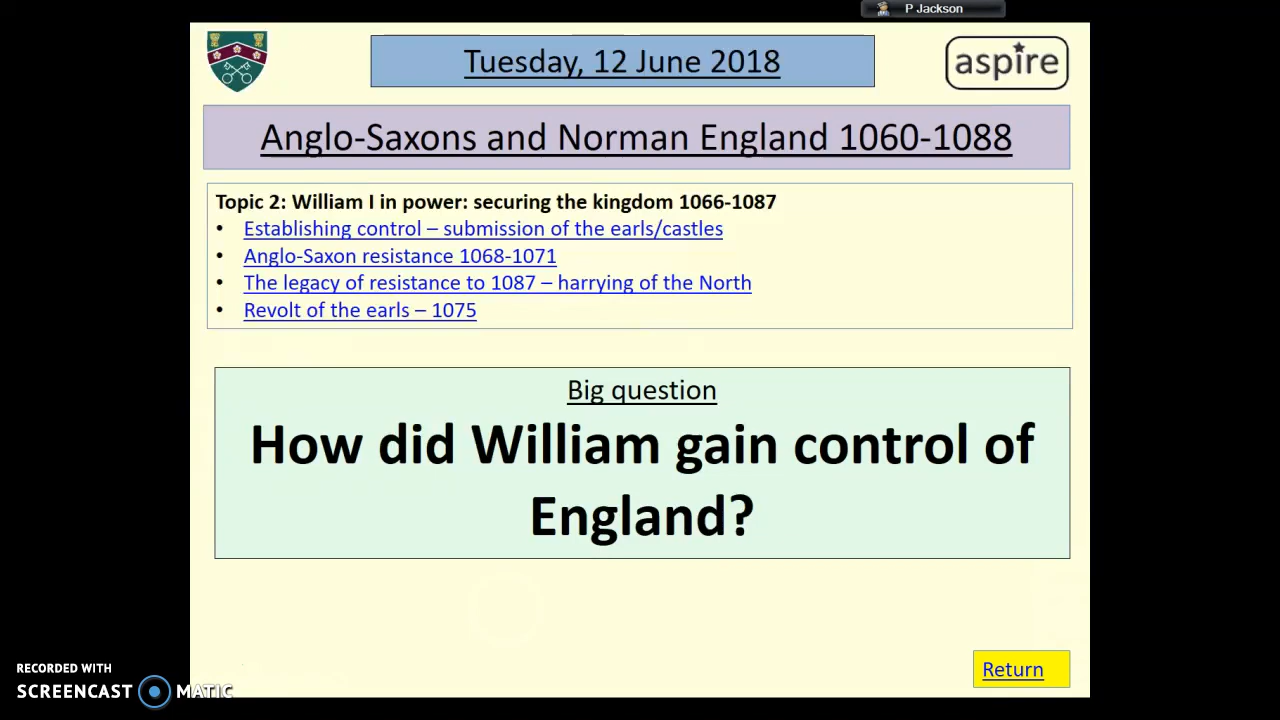 P Jackson
Tuesday, 12 June 2018
aspire
Anglo-Saxons and Norman England 1060-1088
Topic 2: William I in power: securing the kingdom 1066-1087
• Establishing control – submission of the earls/castles
• Anglo-Saxon resistance 1068-1071
• The legacy of resistance to 1087 – harrying of the North
• Revolt of the earls – 1075
Big question
How did William gain control of
England?
Return
RECORDED WITH
SCREENCAST MATIC